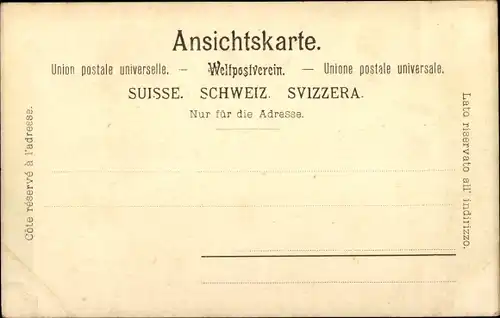 Ansichtskarte.
Union postale universelle. — Weltpostverein. — Unione postale universale.
SUISSE. SCHWEIZ. SVIZZERA.
Nur für die Adresse.
Côte réservé à l'adresse.
Lato riservato all' indirizzo.